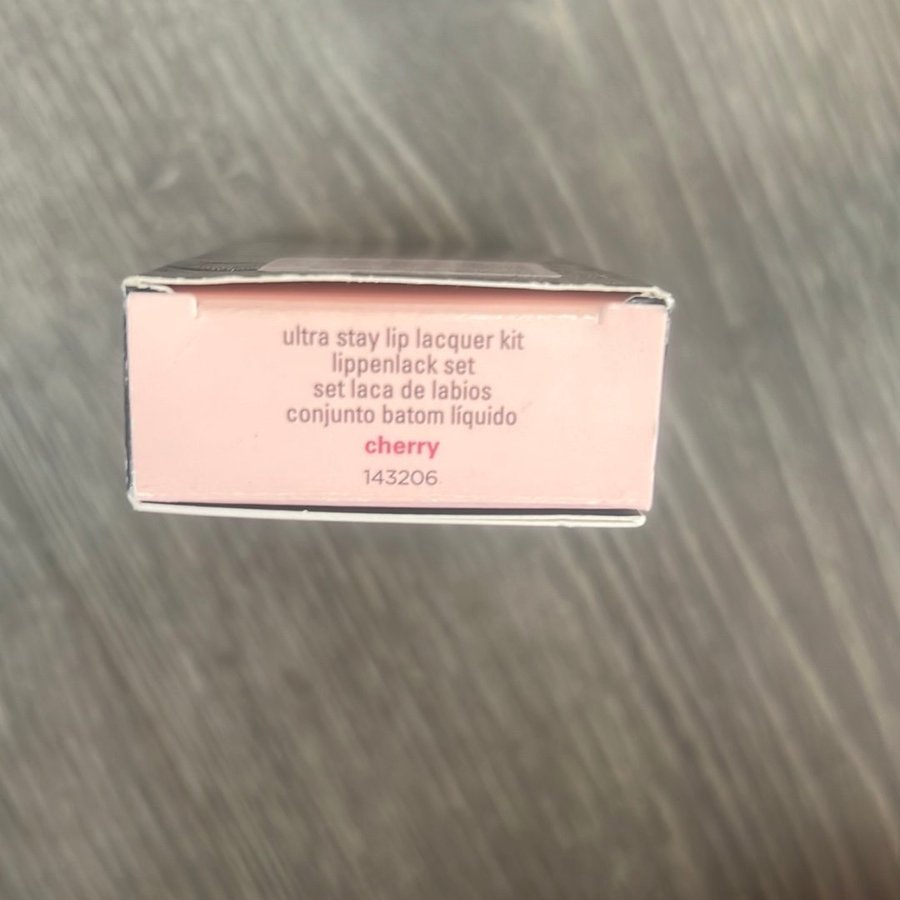 ultra stay lip lacquer kit
lippenlack set
set laca de labios
conjunto batom líquido
cherry
143206